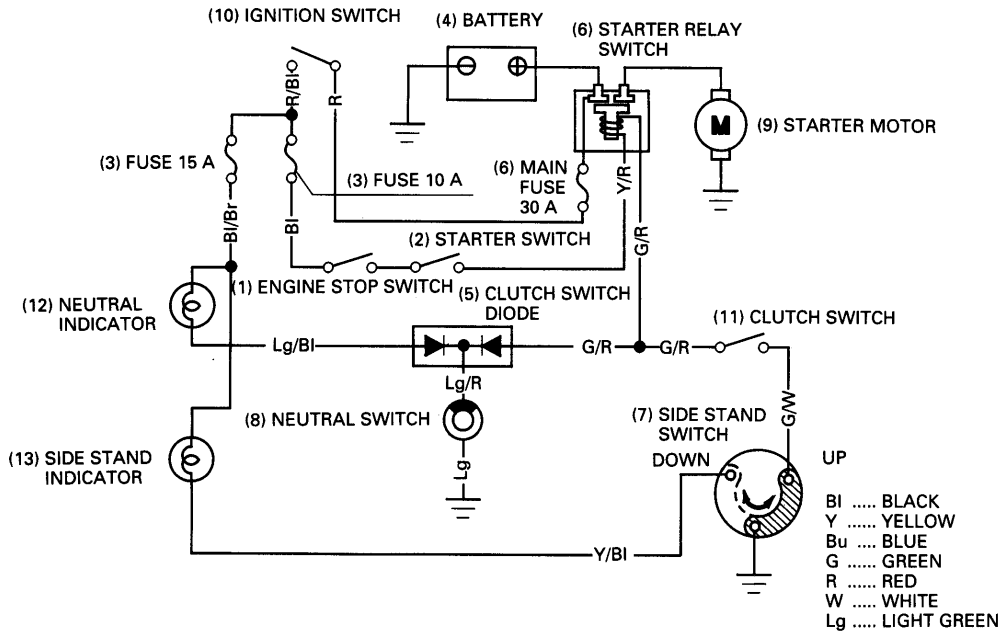 (10) IGNITION SWITCH
(4) BATTERY
(6) STARTER RELAY
SWITCH
R/Bl
R
M
(9) STARTER MOTOR
(3) FUSE 15 A
(3) FUSE 10 A
(6) MAIN
FUSE
30 A
Y/R
Bl/Br
Bl
G/R
(2) STARTER SWITCH
(1) ENGINE STOP SWITCH
(5) CLUTCH SWITCH
DIODE
(12) NEUTRAL
INDICATOR
(11) CLUTCH SWITCH
Lg/Bl
G/R
G/R
Lg/R
G/W
(8) NEUTRAL SWITCH
(7) SIDE STAND
SWITCH
DOWN
UP
(13) SIDE STAND
INDICATOR
Lg
Y/Bl
Bl ..... BLACK
Y ...... YELLOW
Bu .... BLUE
G ...... GREEN
R ...... RED
W ..... WHITE
Lg ..... LIGHT GREEN